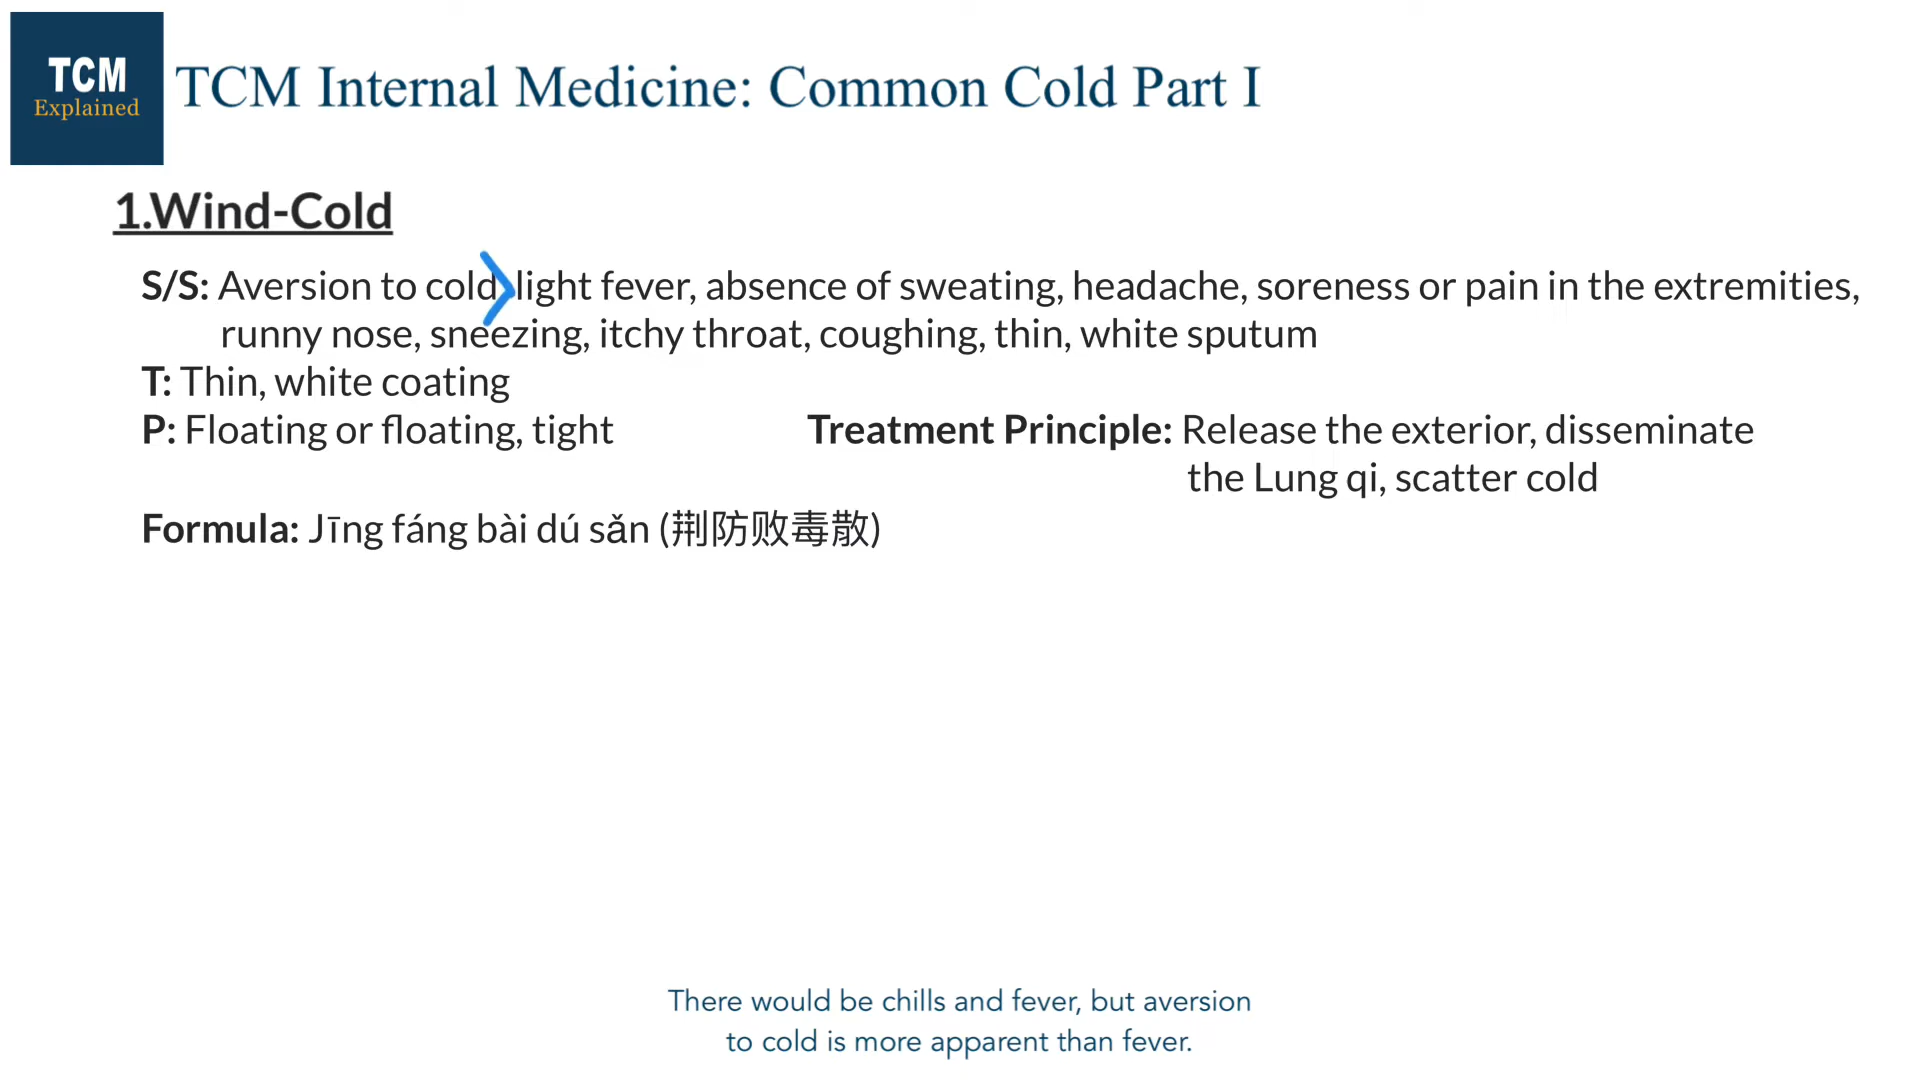 TCM
Explained
TCM Internal Medicine: Common Cold Part I
1.Wind-Cold
S/S: Aversion to cold>light fever, absence of sweating, headache, soreness or pain in the extremities,
runny nose, sneezing, itchy throat, coughing, thin, white sputum
T: Thin, white coating
P: Floating or floating, tight
Treatment Principle: Release the exterior, disseminate
the Lung qi, scatter cold
Formula: Jīng fáng bài dú sǎn (荆防败毒散)
There would be chills and fever, but aversion
to cold is more apparent than fever.